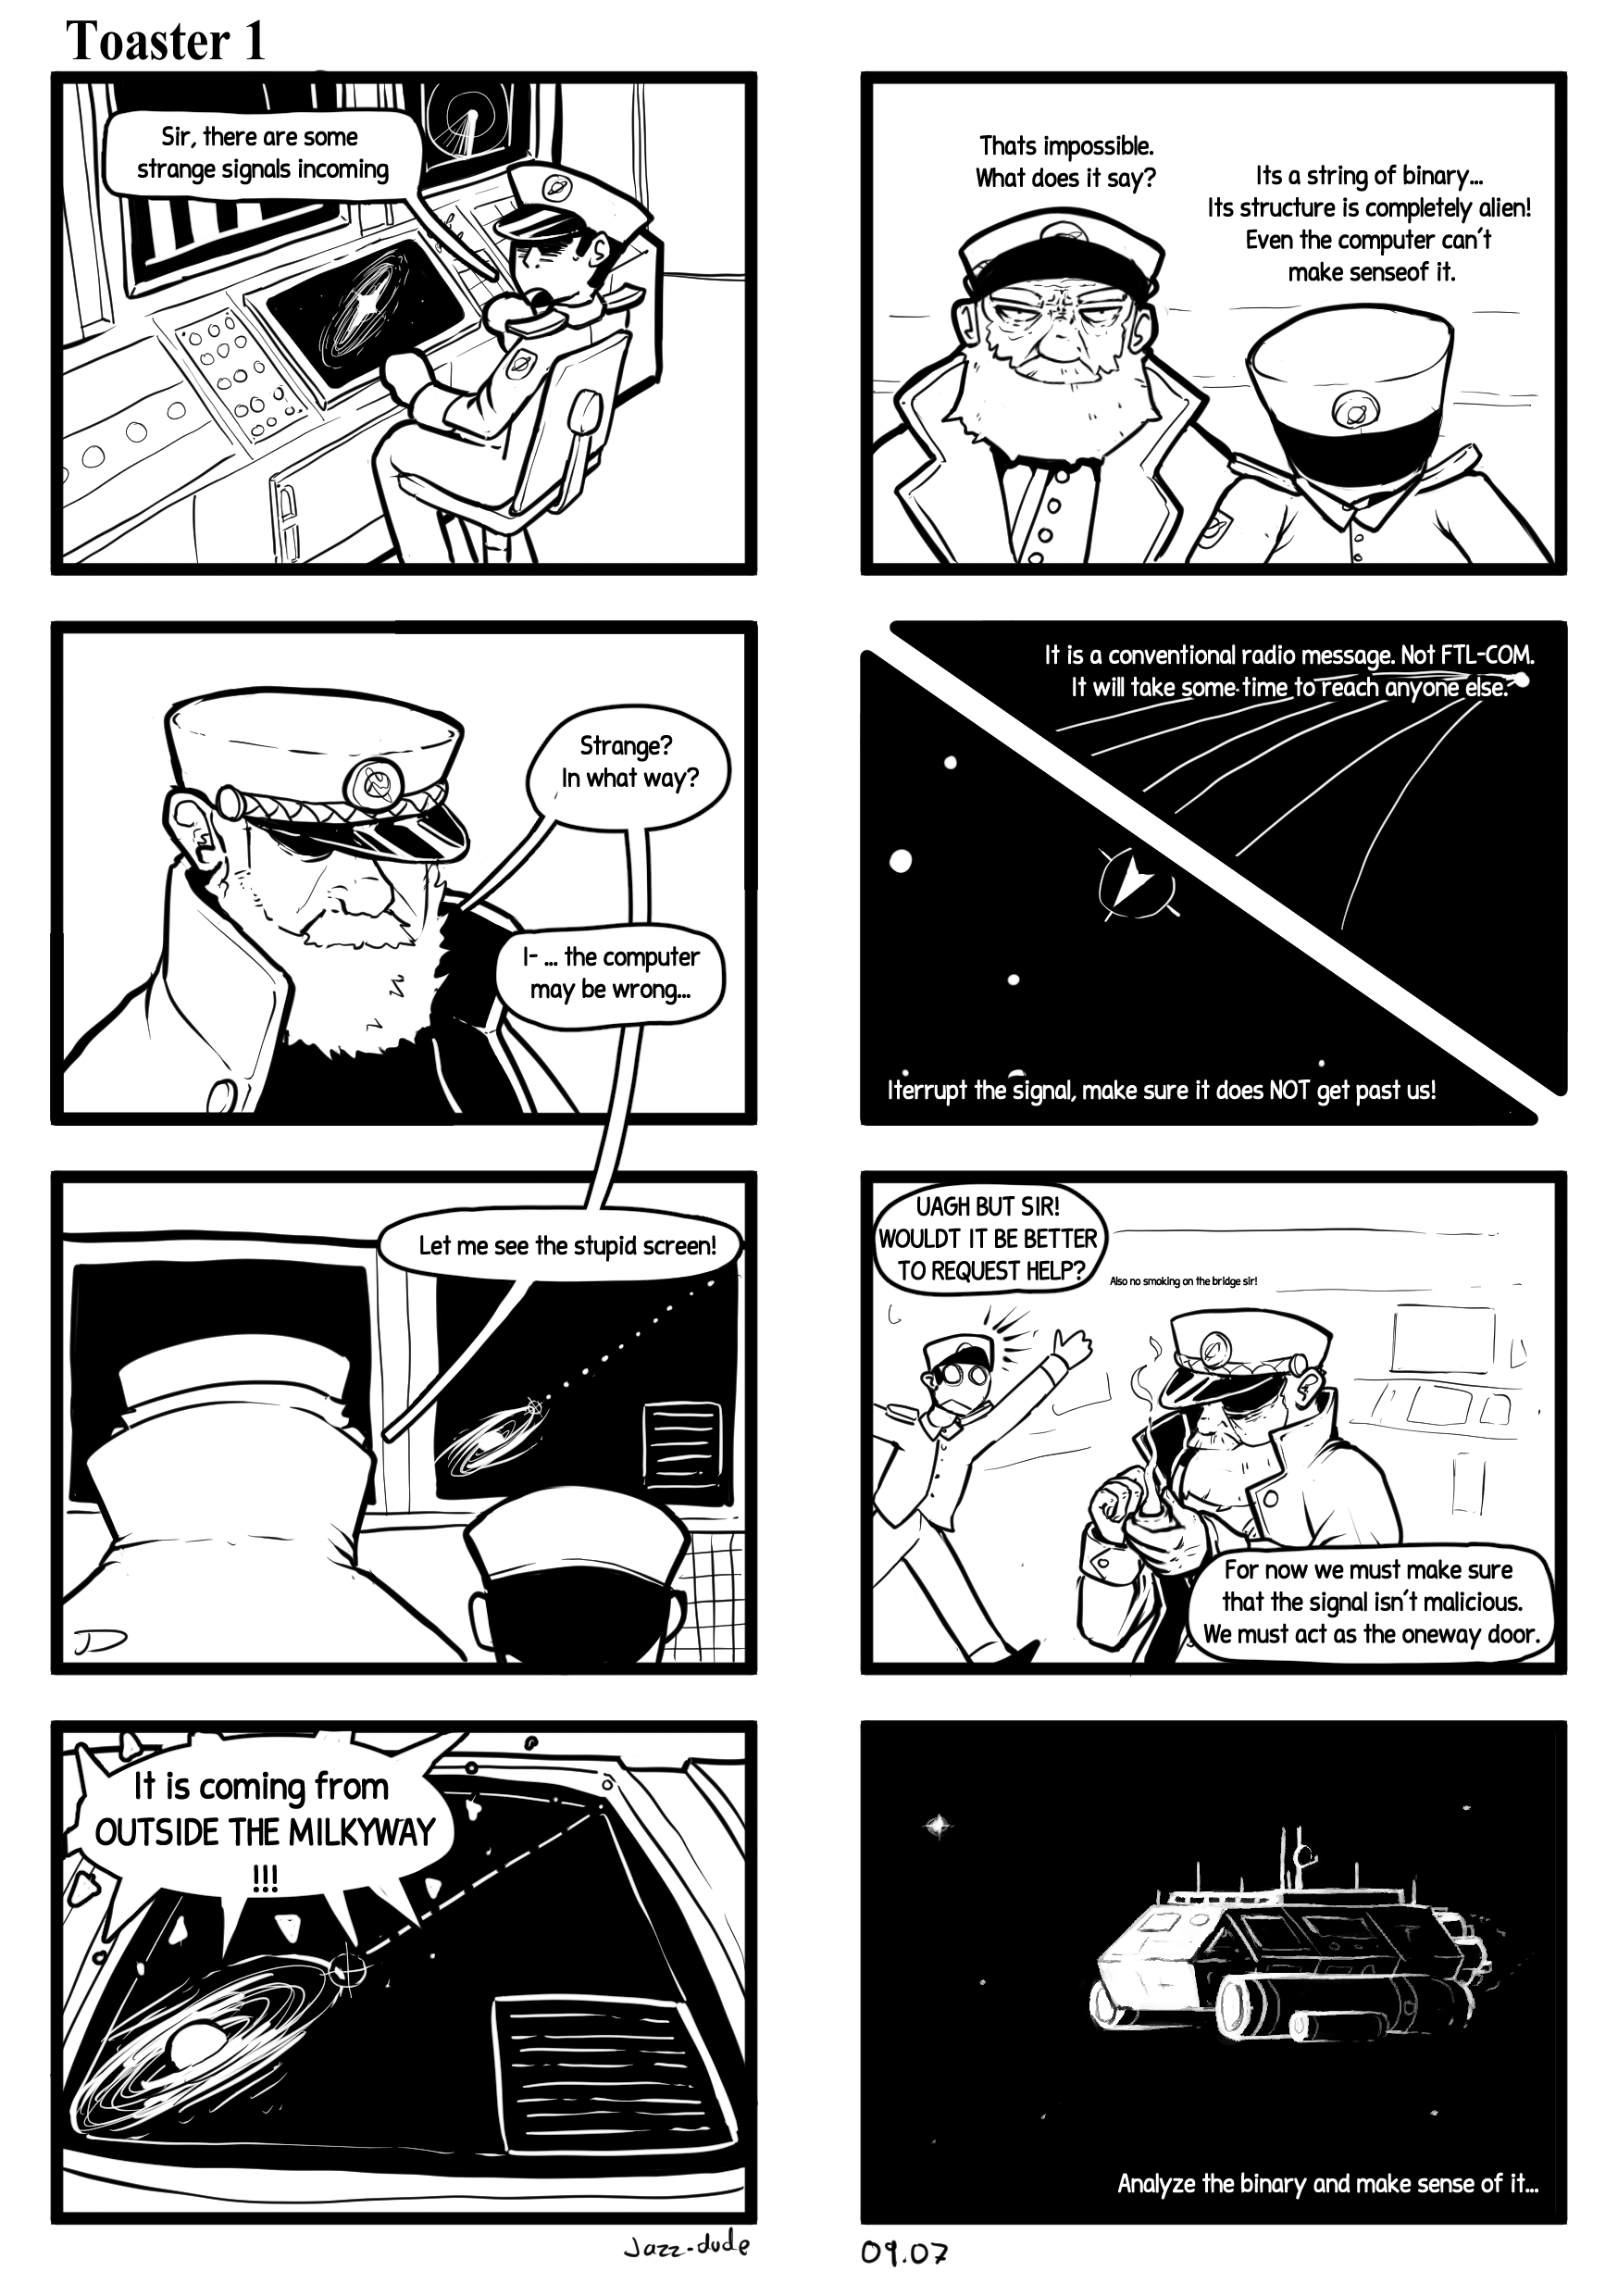 Toaster 1
Sir, there are some
strange signals incoming
Strange?
In what way?
I- ... the computer
may be wrong...
Let me see the stupid screen!
It is coming from
OUTSIDE THE MILKYWAY
!!!
Thats impossible.
What does it say?
Its a string of binary...
Its structure is completely alien!
Even the computer can't
make senseof it.
It is a conventional radio message. Not FTL-COM.
It will take some time to reach anyone else.
Iterrupt the signal, make sure it does NOT get past us!
UAGH BUT SIR!
WOULDT IT BE BETTER
TO REQUEST HELP?
Also no smoking on the bridge sir!
For now we must make sure
that the signal isn't malicious.
We must act as the oneway door.
Analyze the binary and make sense of it...
JD
Jazz-dude
09.07